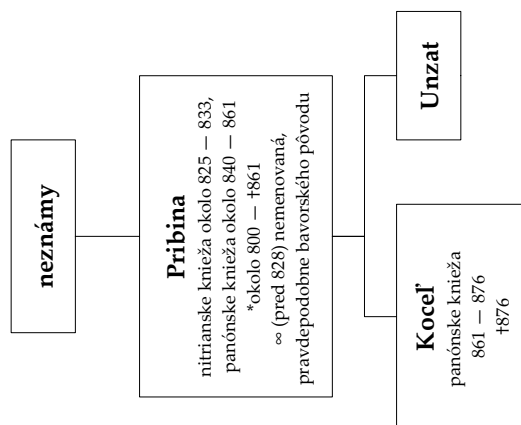 neznámy
Pribina
nitrianske knieža okolo 825 – 833,
panónske knieža okolo 840 – 861
*okolo 800 – †861
∞ (pred 828) nemenovaná,
pravdepodobne bavorského pôvodu
Koceľ
panónske knieža
861 – 876
†876
Unzat